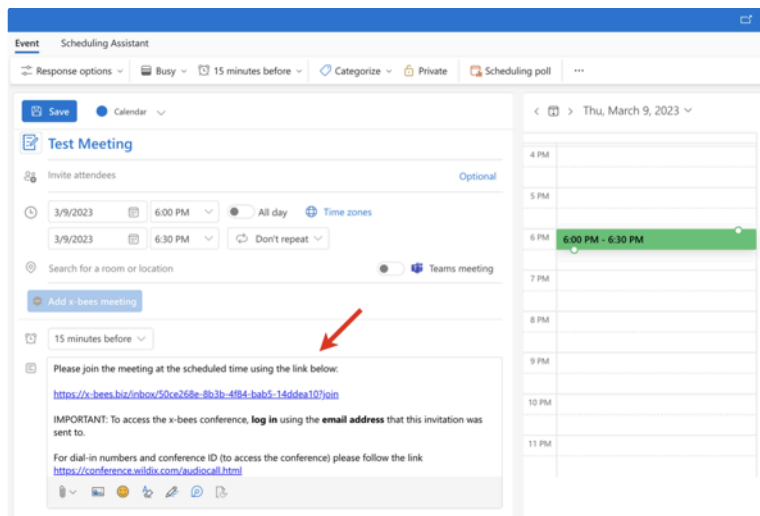 Event Scheduling Assistant
Response options Busy 15 minutes before Categorize Private Scheduling poll ...
Save Calendar
Thu, March 9, 2023
Test Meeting
Invite attendees Optional
3/9/2023 6:00 PM All day Time zones
3/9/2023 6:30 PM Don't repeat
Search for a room or location Teams meeting
Add x-bees meeting
15 minutes before
Please join the meeting at the scheduled time using the link below:
https://x-bees.biz/inbox/50ce268e-8b3b-4f84-bab5-14ddea10?join
IMPORTANT: To access the x-bees conference, log in using the email address that this invitation was
sent to.
For dial-in numbers and conference ID (to access the conference) please follow the link
https://conference.wildix.com/audiocall.html
4 PM
5 PM
6 PM 6:00 PM - 6:30 PM
7 PM
8 PM
9 PM
10 PM
11 PM